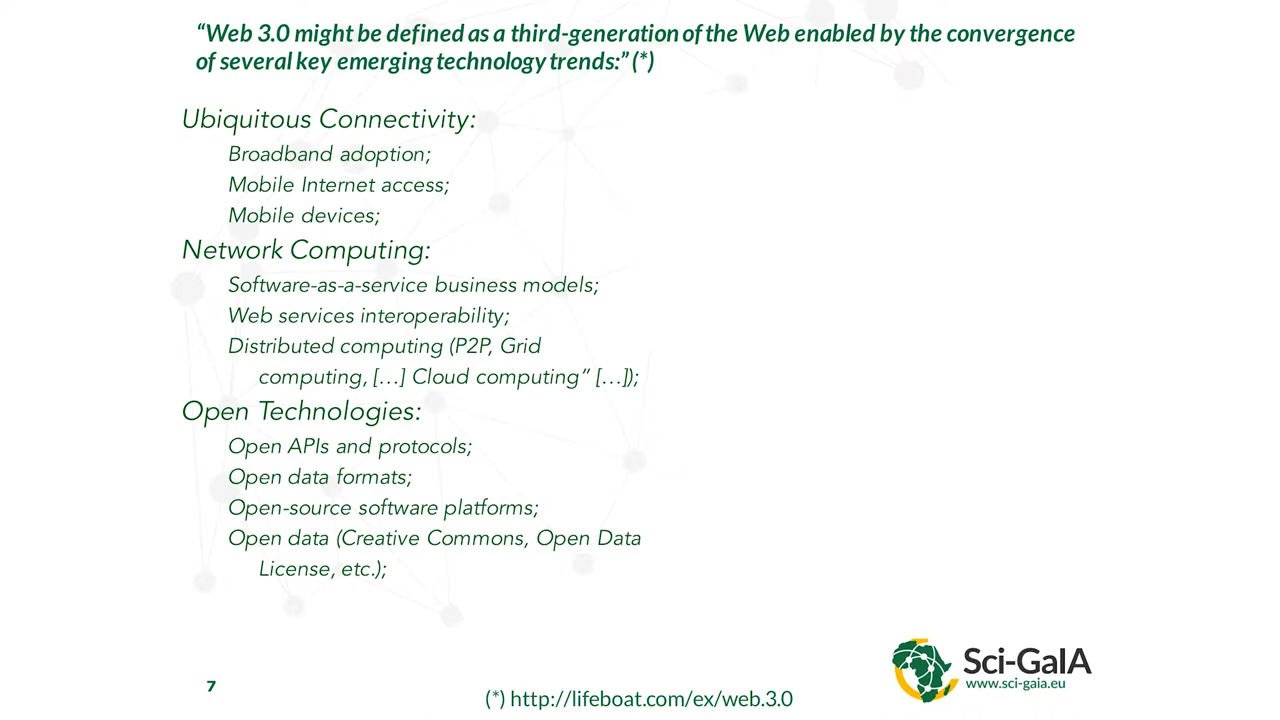 “Web 3.0 might be defined as a third-generation of the Web enabled by the convergence
of several key emerging technology trends:” (*)
Ubiquitous Connectivity:
Broadband adoption;
Mobile Internet access;
Mobile devices;
Network Computing:
Software-as-a-service business models;
Web services interoperability;
Distributed computing (P2P, Grid
computing, […] Cloud computing” […]);
Open Technologies:
Open APIs and protocols;
Open data formats;
Open-source software platforms;
Open data (Creative Commons, Open Data
License, etc.);
Sci-GaIA
www.sci-gaia.eu
7
(*) http://lifeboat.com/ex/web.3.0